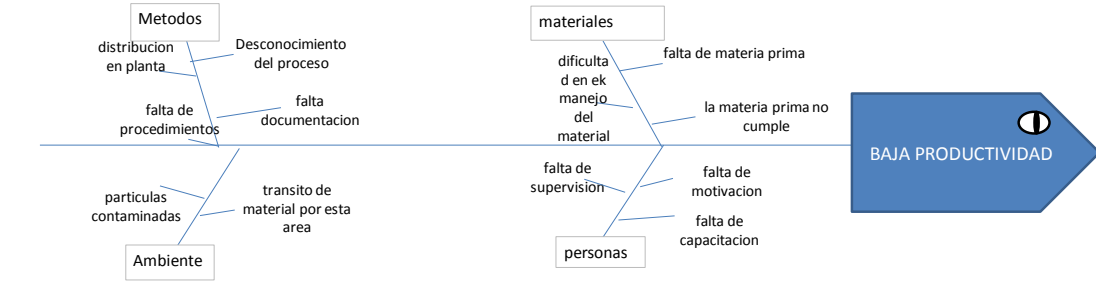 Metodos
distribucion
en planta
Desconocimiento
del proceso
falta de
procedimientos
falta
documentacion
materiales
dificulta
d en ek
manejo
del
material
falta de materia prima
la materia prima no
cumple
BAJA PRODUCTIVIDAD
particulas
contaminadas
transito de
material por esta
area
Ambiente
falta de
supervision
falta de
motivacion
falta de
capacitacion
personas